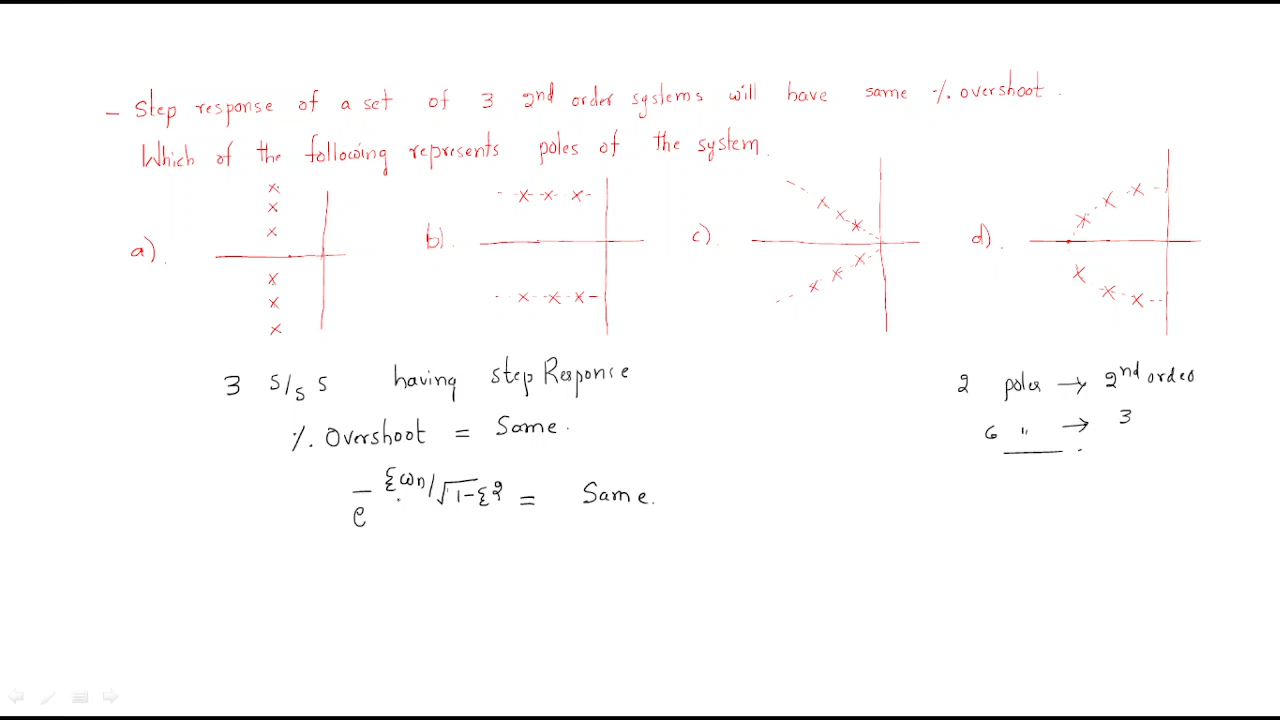 - Step response of a set of 3 2nd order systems will have same %. overshoot.
Which of the following represents poles of the system.
a). b). c). d).
3 s/s s having step Response
%. Overshoot = Same.
e^-ξωn/√1-ξ2 = Same.
2 poles → 2nd order
6 " → 3